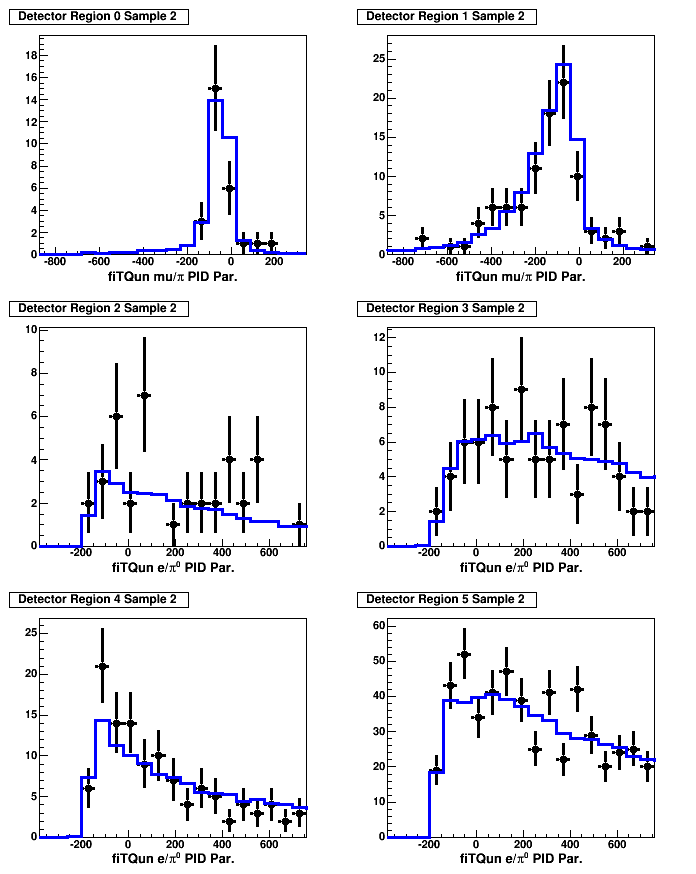 Detector Region 0 Sample 2
18
16
14
12
10
8
6
4
2
0
-800 -600 -400 -200 0 200
fiTQun mu/π PID Par.
Detector Region 1 Sample 2
25
20
15
10
5
0
-800 -600 -400 -200 0 200
fiTQun mu/π PID Par.
Detector Region 2 Sample 2
10
8
6
4
2
0
-200 0 200 400 600
fiTQun e/π⁰ PID Par.
Detector Region 3 Sample 2
12
10
8
6
4
2
0
-200 0 200 400 600
fiTQun e/π⁰ PID Par.
Detector Region 4 Sample 2
25
20
15
10
5
0
-200 0 200 400 600
fiTQun e/π⁰ PID Par.
Detector Region 5 Sample 2
60
50
40
30
20
10
0
-200 0 200 400 600
fiTQun e/π⁰ PID Par.